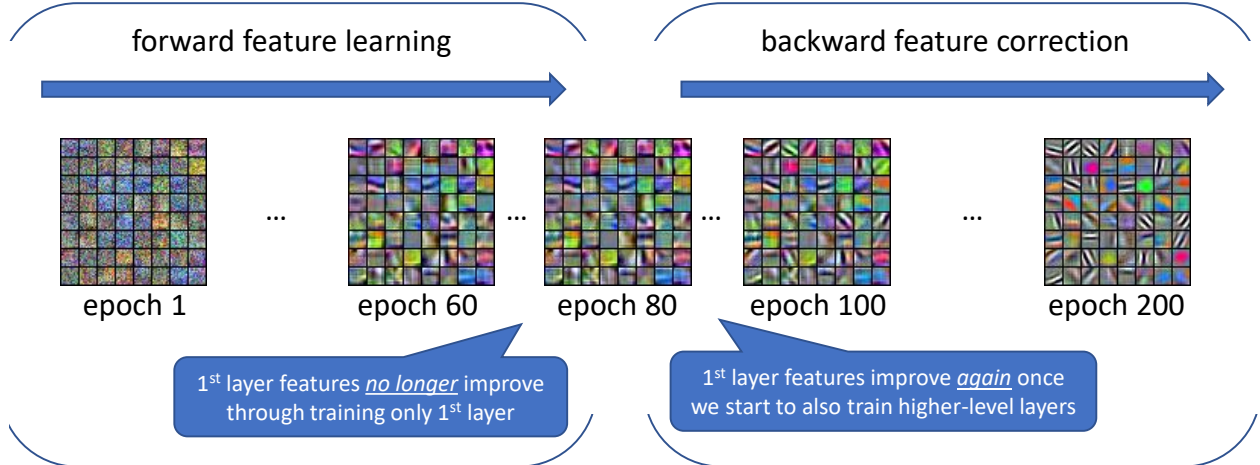 forward feature learning
backward feature correction
...
...
...
...
epoch 1
epoch 60
epoch 80
epoch 100
epoch 200
1st layer features no longer improve
through training only 1st layer
1st layer features improve again once
we start to also train higher-level layers